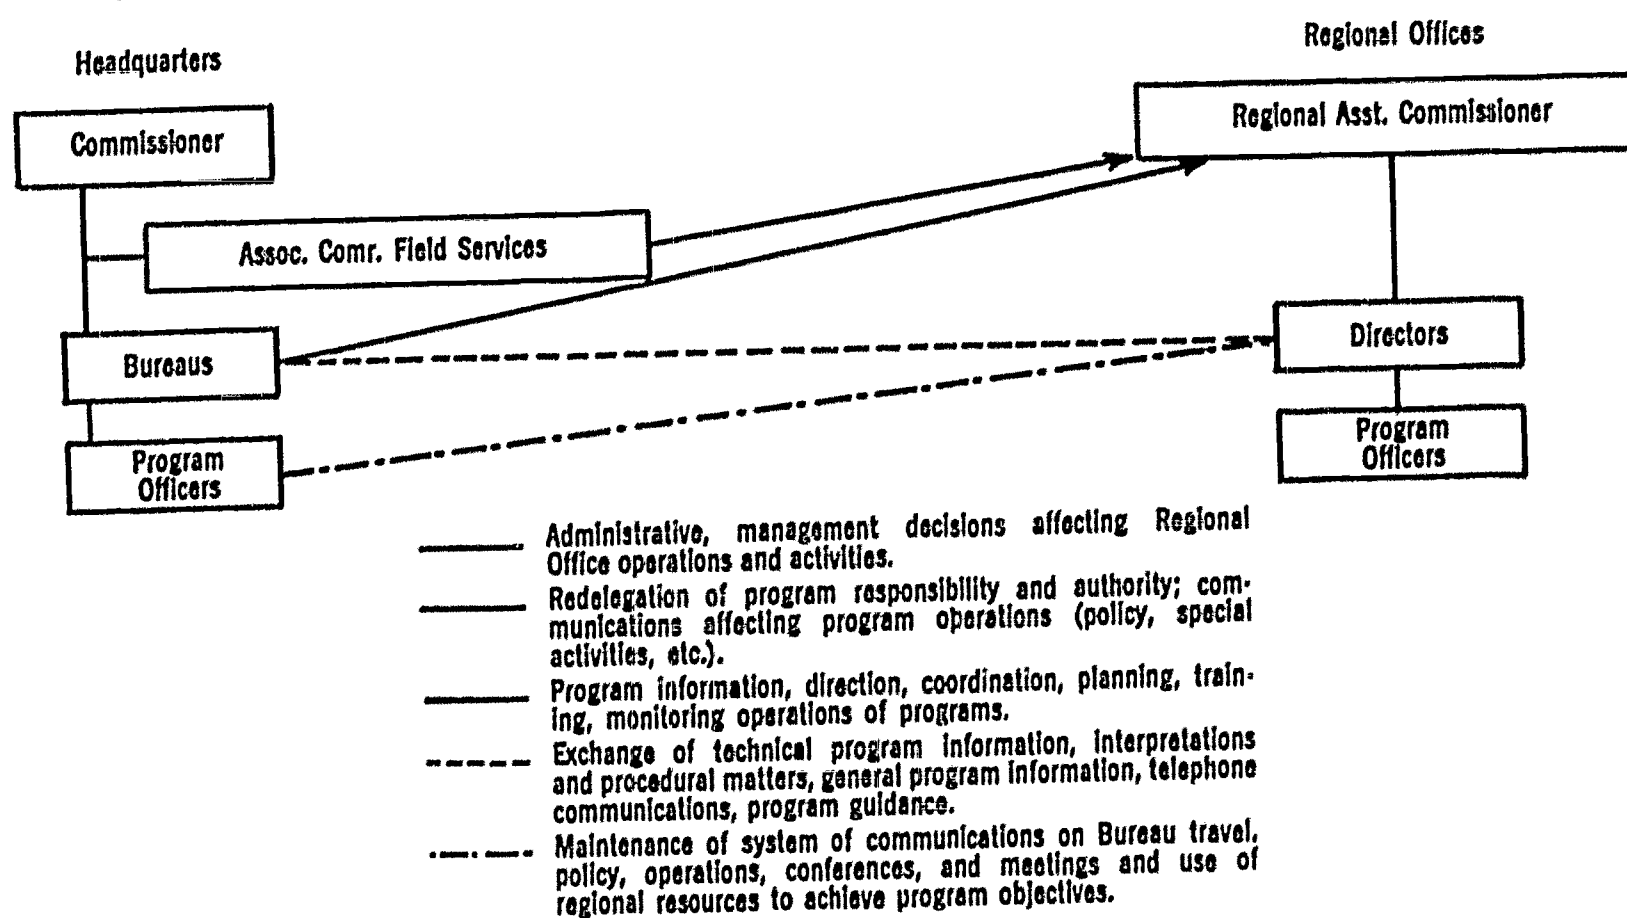 Headquarters
Regional Offices
Commissioner
Regional Asst. Commissioner
Assoc. Comr. Field Services
Bureaus
Directors
Program
Officers
Program
Officers
Administrative, management decisions affecting Regional
Office operations and activities.
Redelegation of program responsibility and authority; com-
munications affecting program operations (policy, special
activities, etc.).
Program information, direction, coordination, planning, train-
ing, monitoring operations of programs.
Exchange of technical program information, interpretations
and procedural matters, general program information, telephone
communications, program guidance.
Maintenance of system of communications on Bureau travel,
policy, operations, conferences, and meetings and use of
regional resources to achieve program objectives.